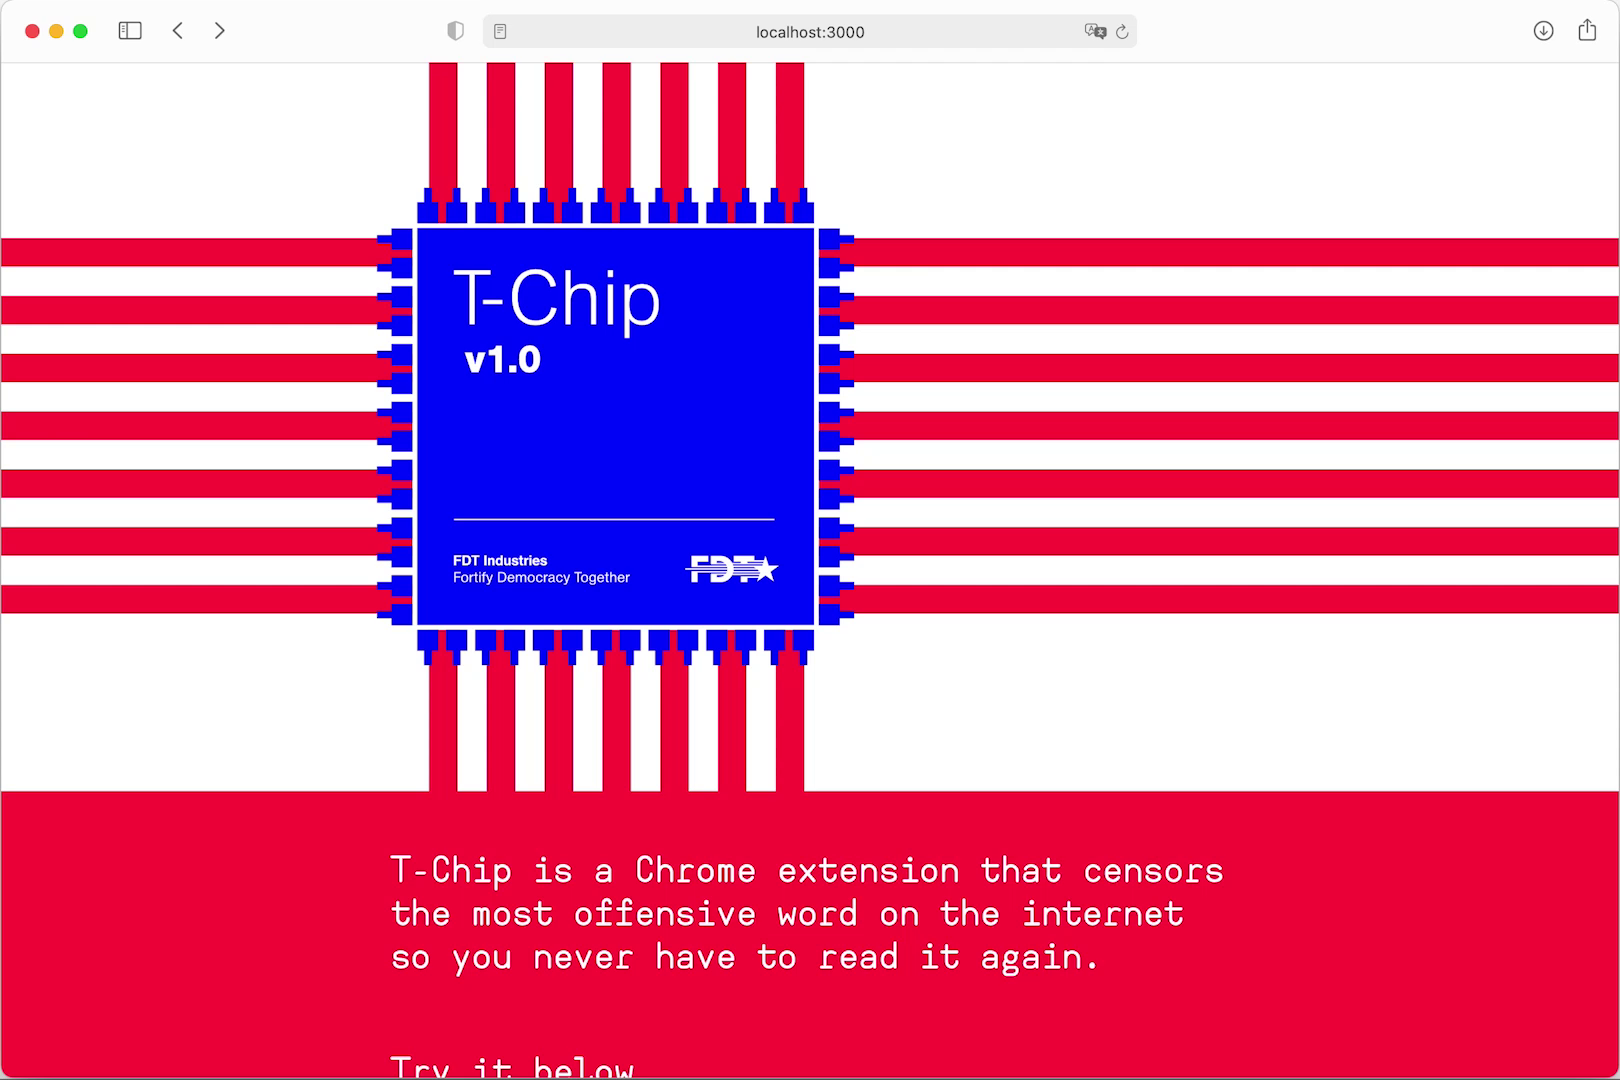 localhost:3000
T-Chip
v1.0
FDT Industries
Fortify Democracy Together
FDT
T-Chip is a Chrome extension that censors
the most offensive word on the internet
so you never have to read it again.
Try it below